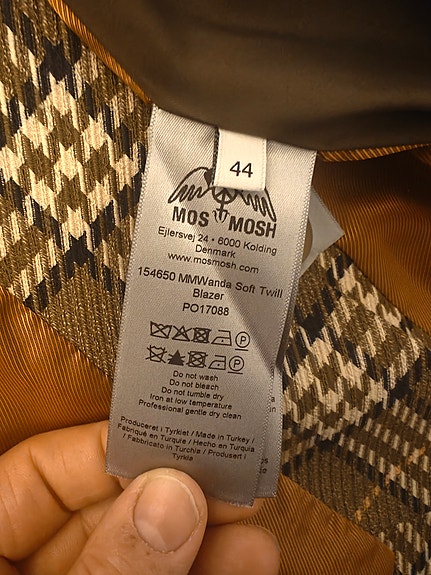 44
MOS MOSH
Ejlersvej 24 • 6000 Kolding
Denmark
www.mosmosh.com
154650 MMWanda Soft Twill
Blazer
PO17088
Do not wash
Do not bleach
Do not tumble dry
Iron at low temperature
Professional gentle dry clean
Produceret i Tyrkiet / Made in Turkey /
Fabriqué en Turquie / Hecho en Turquia
/ Fabbricato in Turchia / Produsert i
Tyrkia